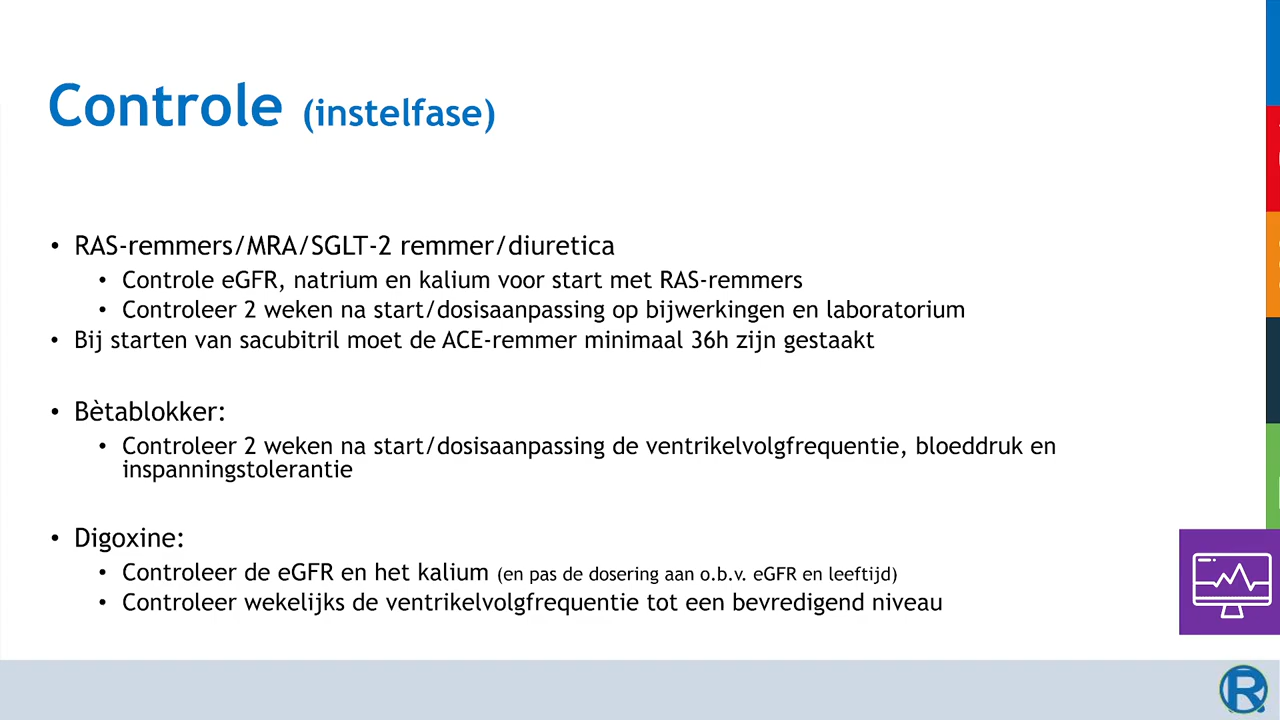 Controle (instelfase)
• RAS-remmers/MRA/SGLT-2 remmer/diuretica
• Controle eGFR, natrium en kalium voor start met RAS-remmers
• Controleer 2 weken na start/dosisaanpassing op bijwerkingen en laboratorium
• Bij starten van sacubitril moet de ACE-remmer minimaal 36h zijn gestaakt
• Bètablokker:
• Controleer 2 weken na start/dosisaanpassing de ventrikelvolgfrequentie, bloeddruk en
inspanningstolerantie
• Digoxine:
• Controleer de eGFR en het kalium (en pas de dosering aan o.b.v. eGFR en leeftijd)
• Controleer wekelijks de ventrikelvolgfrequentie tot een bevredigend niveau
R